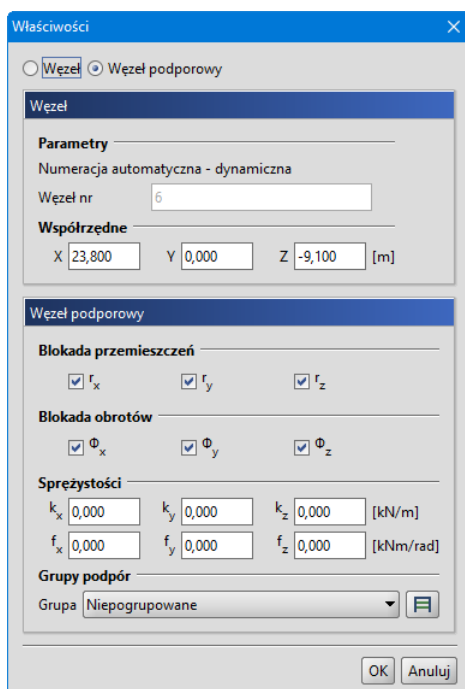 Właściwości
Węzeł Węzeł podporowy
Węzeł
Parametry
Numeracja automatyczna - dynamiczna
Węzeł nr 6
Współrzędne
X 23,800 Y 0,000 Z -9,100 [m]
Węzeł podporowy
Blokada przemieszczeń
rx ry rz
Blokada obrotów
Φx Φy Φz
Sprężystości
kx 0,000 ky 0,000 kz 0,000 [kN/m]
fx 0,000 fy 0,000 fz 0,000 [kNm/rad]
Grupy podpór
Grupa Niepogrupowane
OK Anuluj